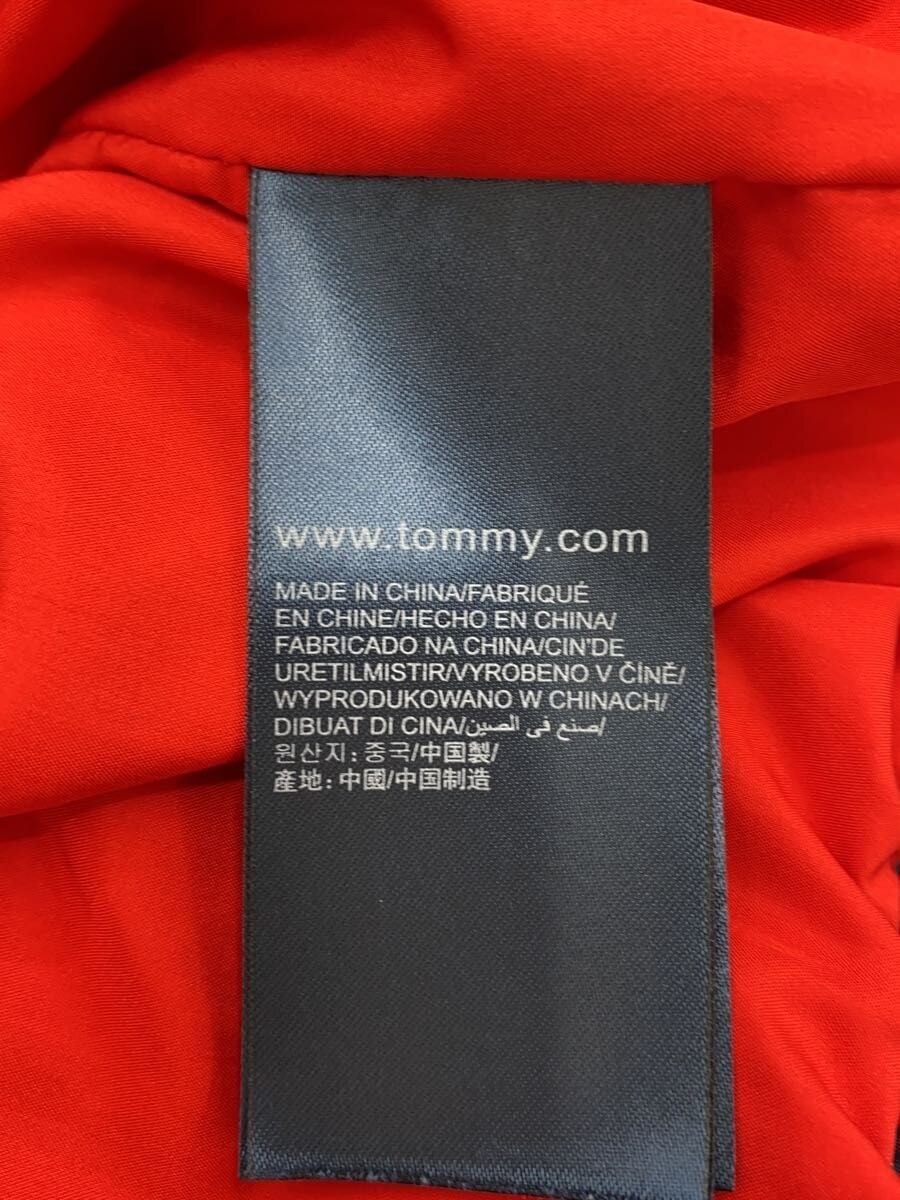 www.tommy.com
MADE IN CHINA/FABRIQUÉ
EN CHINE/HECHO EN CHINA/
FABRICADO NA CHINA/CIN'DE
URETILMISTIR/VYROBENO V ČÍNĚ/
WYPRODUKOWANO W CHINACH/
DIBUAT DI CINA/صنع في الصين/
원산지: 중국/中国製/
產地: 中國/中国制造